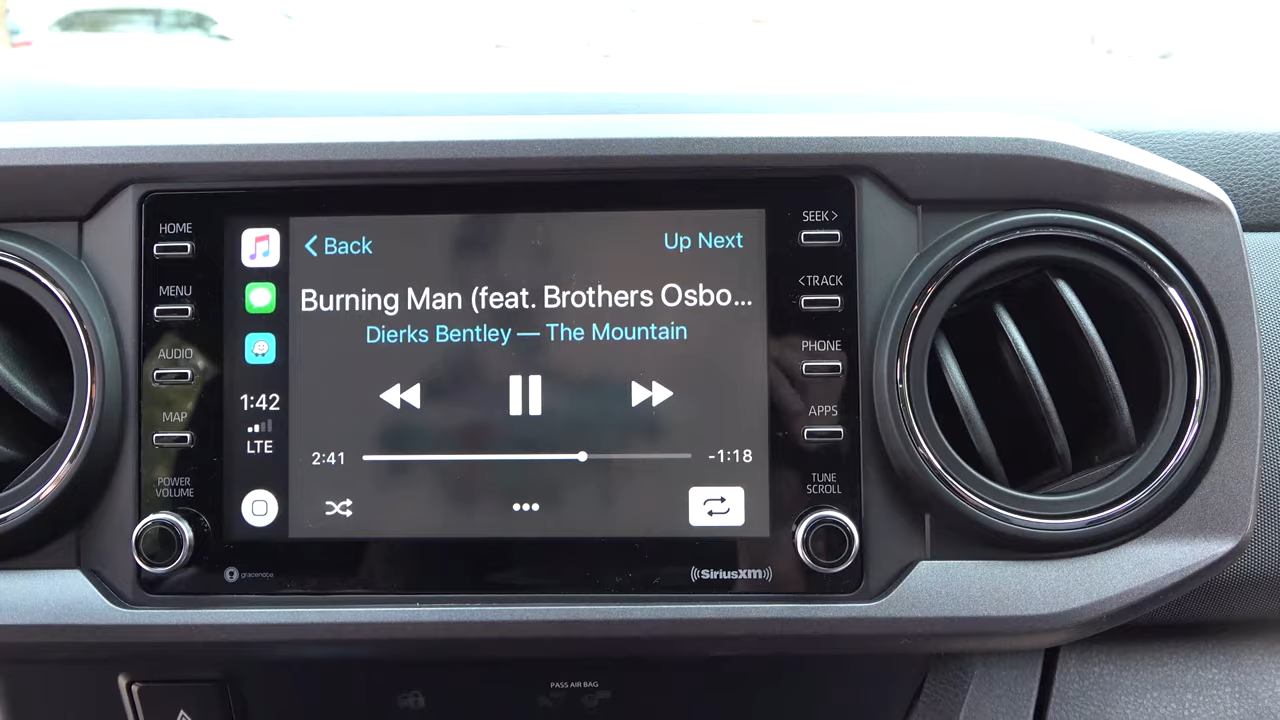 HOME
MENU
AUDIO
MAP
POWER
VOLUME
1:42
LTE
Back
Up Next
Burning Man (feat. Brothers Osbo...
Dierks Bentley — The Mountain
2:41
-1:18
SEEK >
< TRACK
PHONE
APPS
TUNE
SCROLL
gracenote
((SiriusXM))
PASS AIR BAG